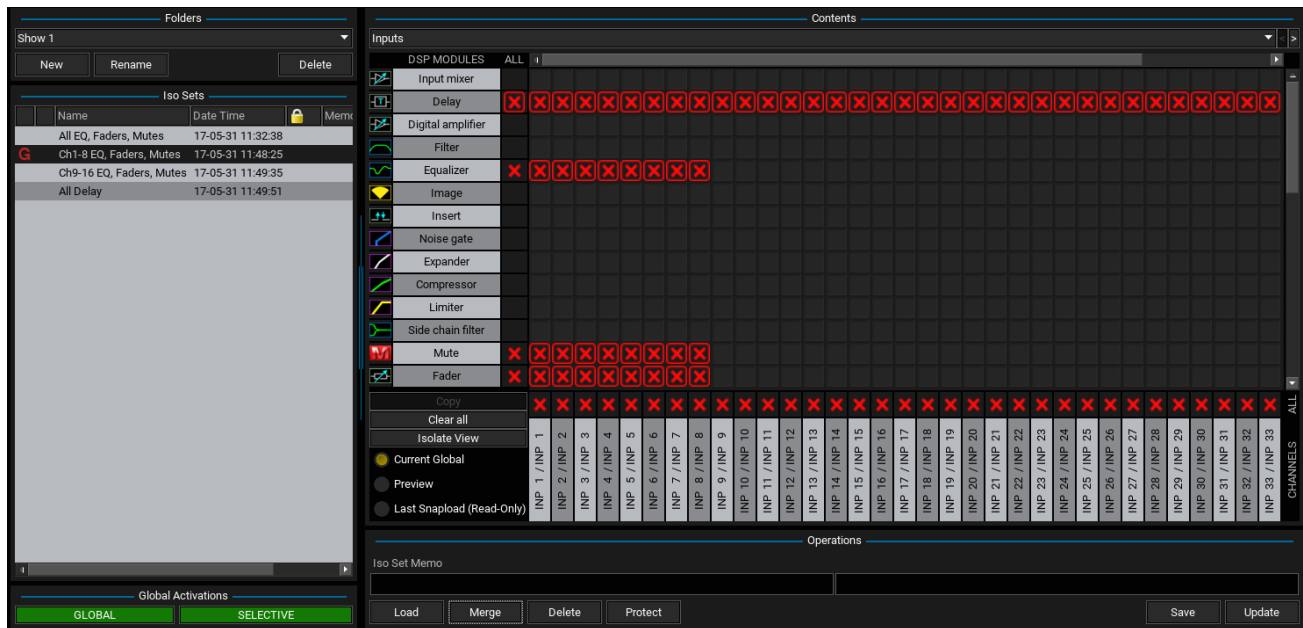 Folders
Show 1
New Rename Delete
Iso Sets
Name Date Time Memo
All EQ, Faders, Mutes 17-05-31 11:32:38
G Ch1-8 EQ, Faders, Mutes 17-05-31 11:48:25
Ch9-16 EQ, Faders, Mutes 17-05-31 11:49:35
All Delay 17-05-31 11:49:51
Global Activations
GLOBAL SELECTIVE
Contents
Inputs < >
DSP MODULES ALL
Input mixer
Delay
Digital amplifier
Filter
Equalizer
Image
Insert
Noise gate
Expander
Compressor
Limiter
Side chain filter
M Mute
Fader
Copy
Clear all
Isolate View
Current Global
Preview
Last Snapload (Read-Only)
INP 1 / INP 1
INP 2 / INP 2
INP 3 / INP 3
INP 4 / INP 4
INP 5 / INP 5
INP 6 / INP 6
INP 7 / INP 7
INP 8 / INP 8
INP 9 / INP 9
INP 10 / INP 10
INP 11 / INP 11
INP 12 / INP 12
INP 13 / INP 13
INP 14 / INP 14
INP 15 / INP 15
INP 16 / INP 16
INP 17 / INP 17
INP 18 / INP 18
INP 19 / INP 19
INP 20 / INP 20
INP 21 / INP 21
INP 22 / INP 22
INP 23 / INP 23
INP 24 / INP 24
INP 25 / INP 25
INP 26 / INP 26
INP 27 / INP 27
INP 28 / INP 28
INP 29 / INP 29
INP 30 / INP 30
INP 31 / INP 31
INP 32 / INP 32
INP 33 / INP 33
CHANNELS ALL
Operations
Iso Set Memo
Load Merge Delete Protect Save Update